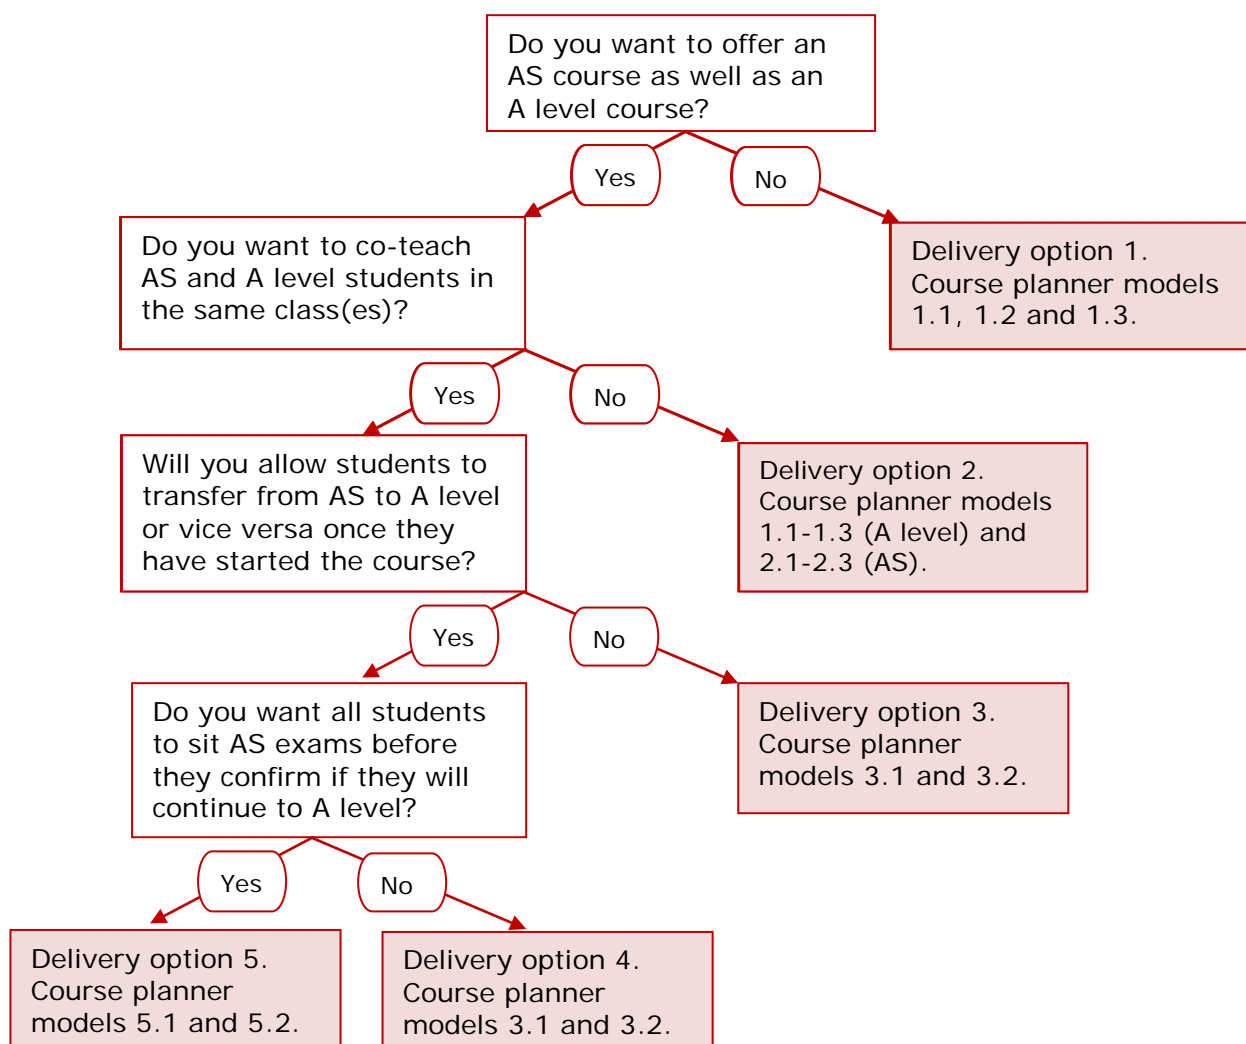 Do you want to offer an
AS course as well as an
A level course?
Yes
No
Do you want to co-teach
AS and A level students in
the same class(es)?
Delivery option 1.
Course planner models
1.1, 1.2 and 1.3.
Yes
No
Will you allow students to
transfer from AS to A level
or vice versa once they
have started the course?
Delivery option 2.
Course planner models
1.1-1.3 (A level) and
2.1-2.3 (AS).
Yes
No
Do you want all students
to sit AS exams before
they confirm if they will
continue to A level?
Delivery option 3.
Course planner
models 3.1 and 3.2.
Yes
No
Delivery option 5.
Course planner
models 5.1 and 5.2.
Delivery option 4.
Course planner
models 3.1 and 3.2.